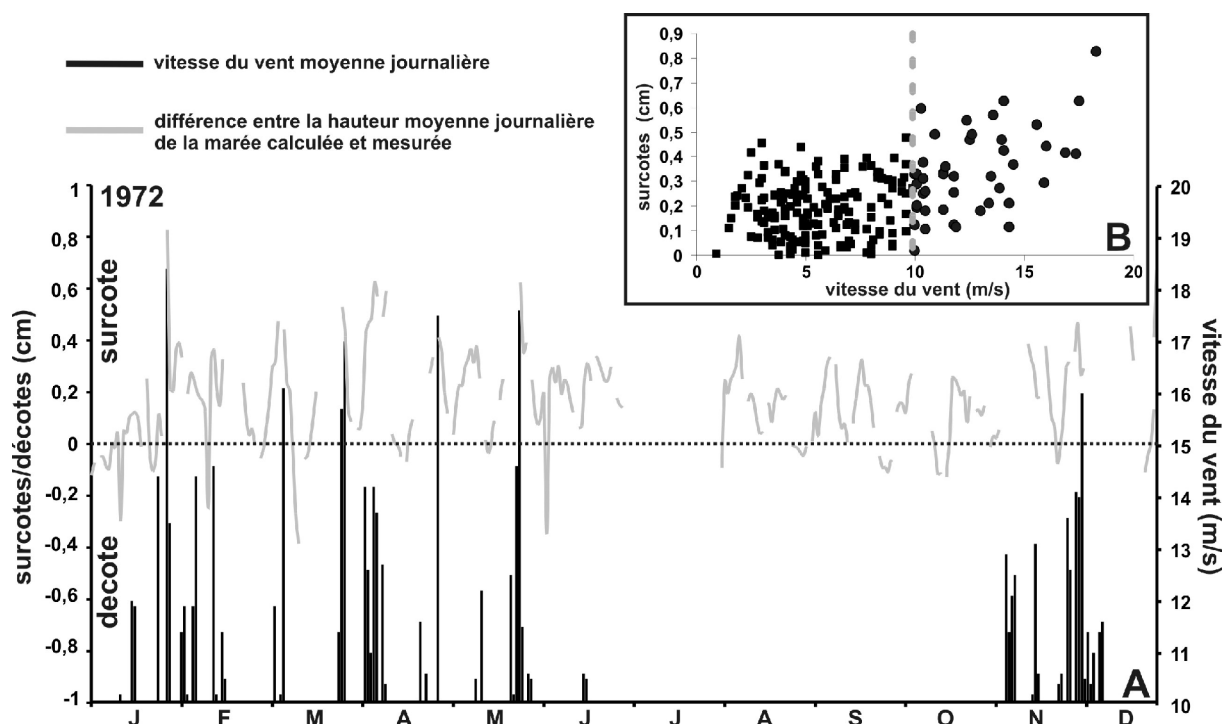 vitesse du vent moyenne journalière
différence entre la hauteur moyenne journalière
de la marée calculée et mesurée
1972
surcotes/décotes (cm)
surcote
decote
1
0,8
0,6
0,4
0,2
0
-0,2
-0,4
-0,6
-0,8
-1
J F M A M J J A S O N D
A
20
19
18
17
16
15
14
13
12
11
10
vitesse du vent (m/s)
surcotes (cm)
0,9
0,8
0,7
0,6
0,5
0,4
0,3
0,2
0,1
0
0 5 10 15 20
vitesse du vent (m/s)
B